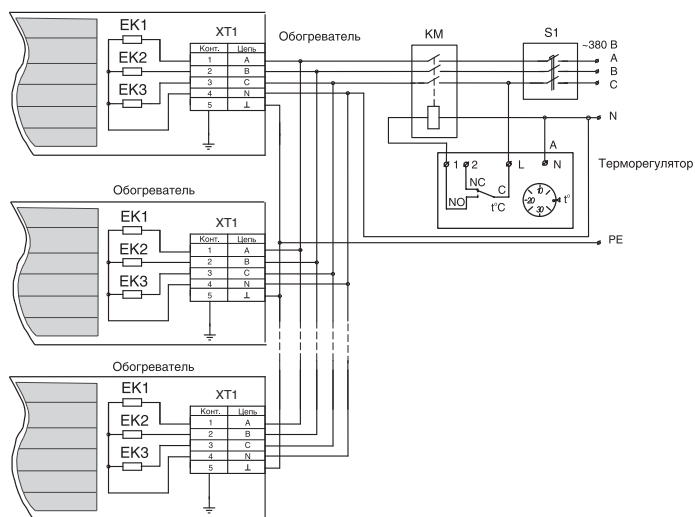 EK1
XT1
Обогреватель
KM
S1
~380 В
Конт. Цепь
1 A
EK2
2 B
3 C
EK3
4 N
5 ⊥
A
B
C
N
A
1 2 L N
Терморегулятор
NC
C
NO
t°C
10
-20
30
t°
PE
Обогреватель
EK1
XT1
Конт. Цепь
1 A
EK2
2 B
3 C
EK3
4 N
5 ⊥
Обогреватель
EK1
XT1
Конт. Цепь
1 A
EK2
2 B
3 C
EK3
4 N
5 ⊥